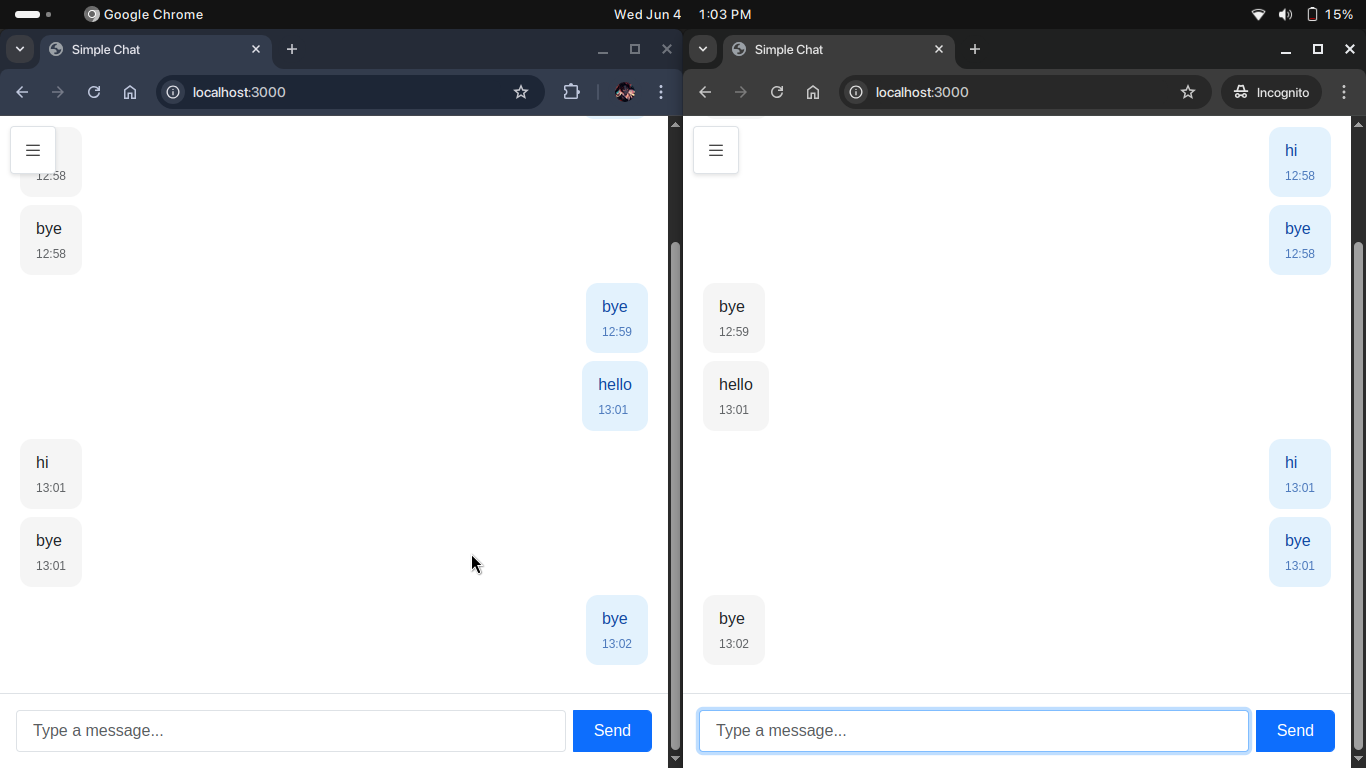 Google Chrome
Wed Jun 4 1:03 PM
15%
Simple Chat
localhost:3000
12:58
bye
12:58
bye
12:59
hello
13:01
hi
13:01
bye
13:01
bye
13:02
Type a message...
Send
Simple Chat
localhost:3000
Incognito
hi
12:58
bye
12:58
bye
12:59
hello
13:01
hi
13:01
bye
13:01
bye
13:02
Type a message...
Send